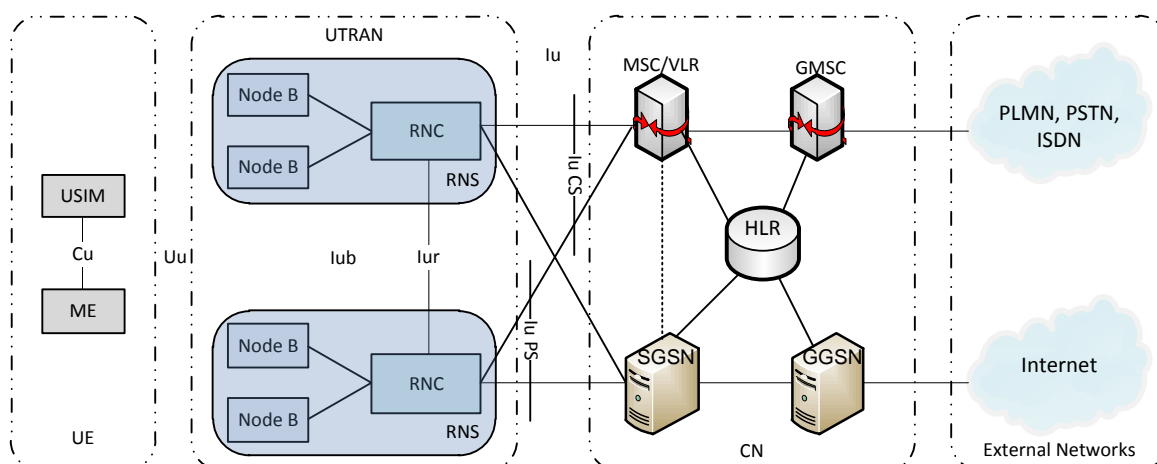 UTRAN
Iu
MSC/VLR
GMSC
Node B
RNC
Node B
RNS
PLMN, PSTN,
ISDN
Iu CS
USIM
Cu
ME
UE
Uu
Iub
Iur
HLR
Iu PS
Node B
RNC
Node B
RNS
SGSN
GGSN
Internet
CN
External Networks